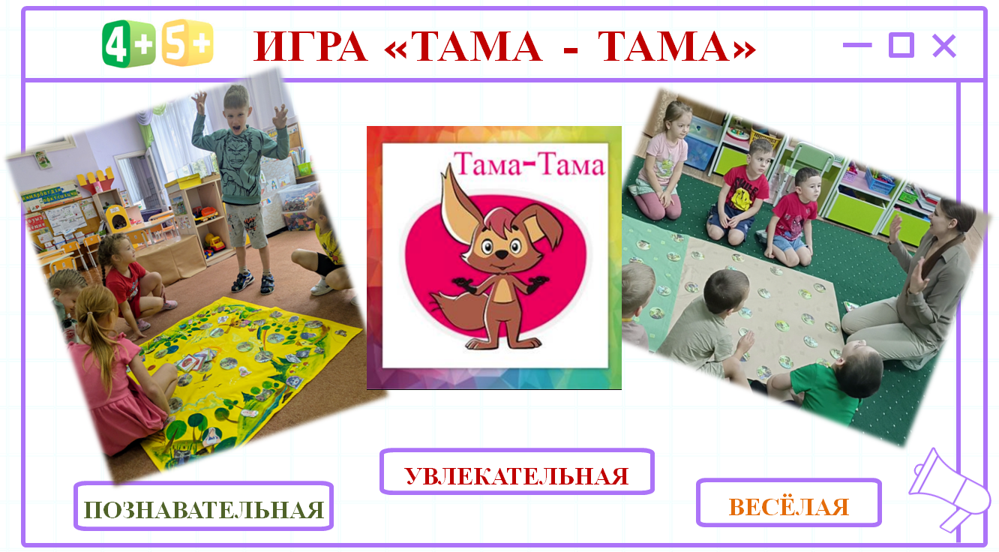 4+ 5+ ИГРА «ТАМА - ТАМА»
Тама-Тама
УВЛЕКАТЕЛЬНАЯ
ПОЗНАВАТЕЛЬНАЯ
ВЕСЁЛАЯ